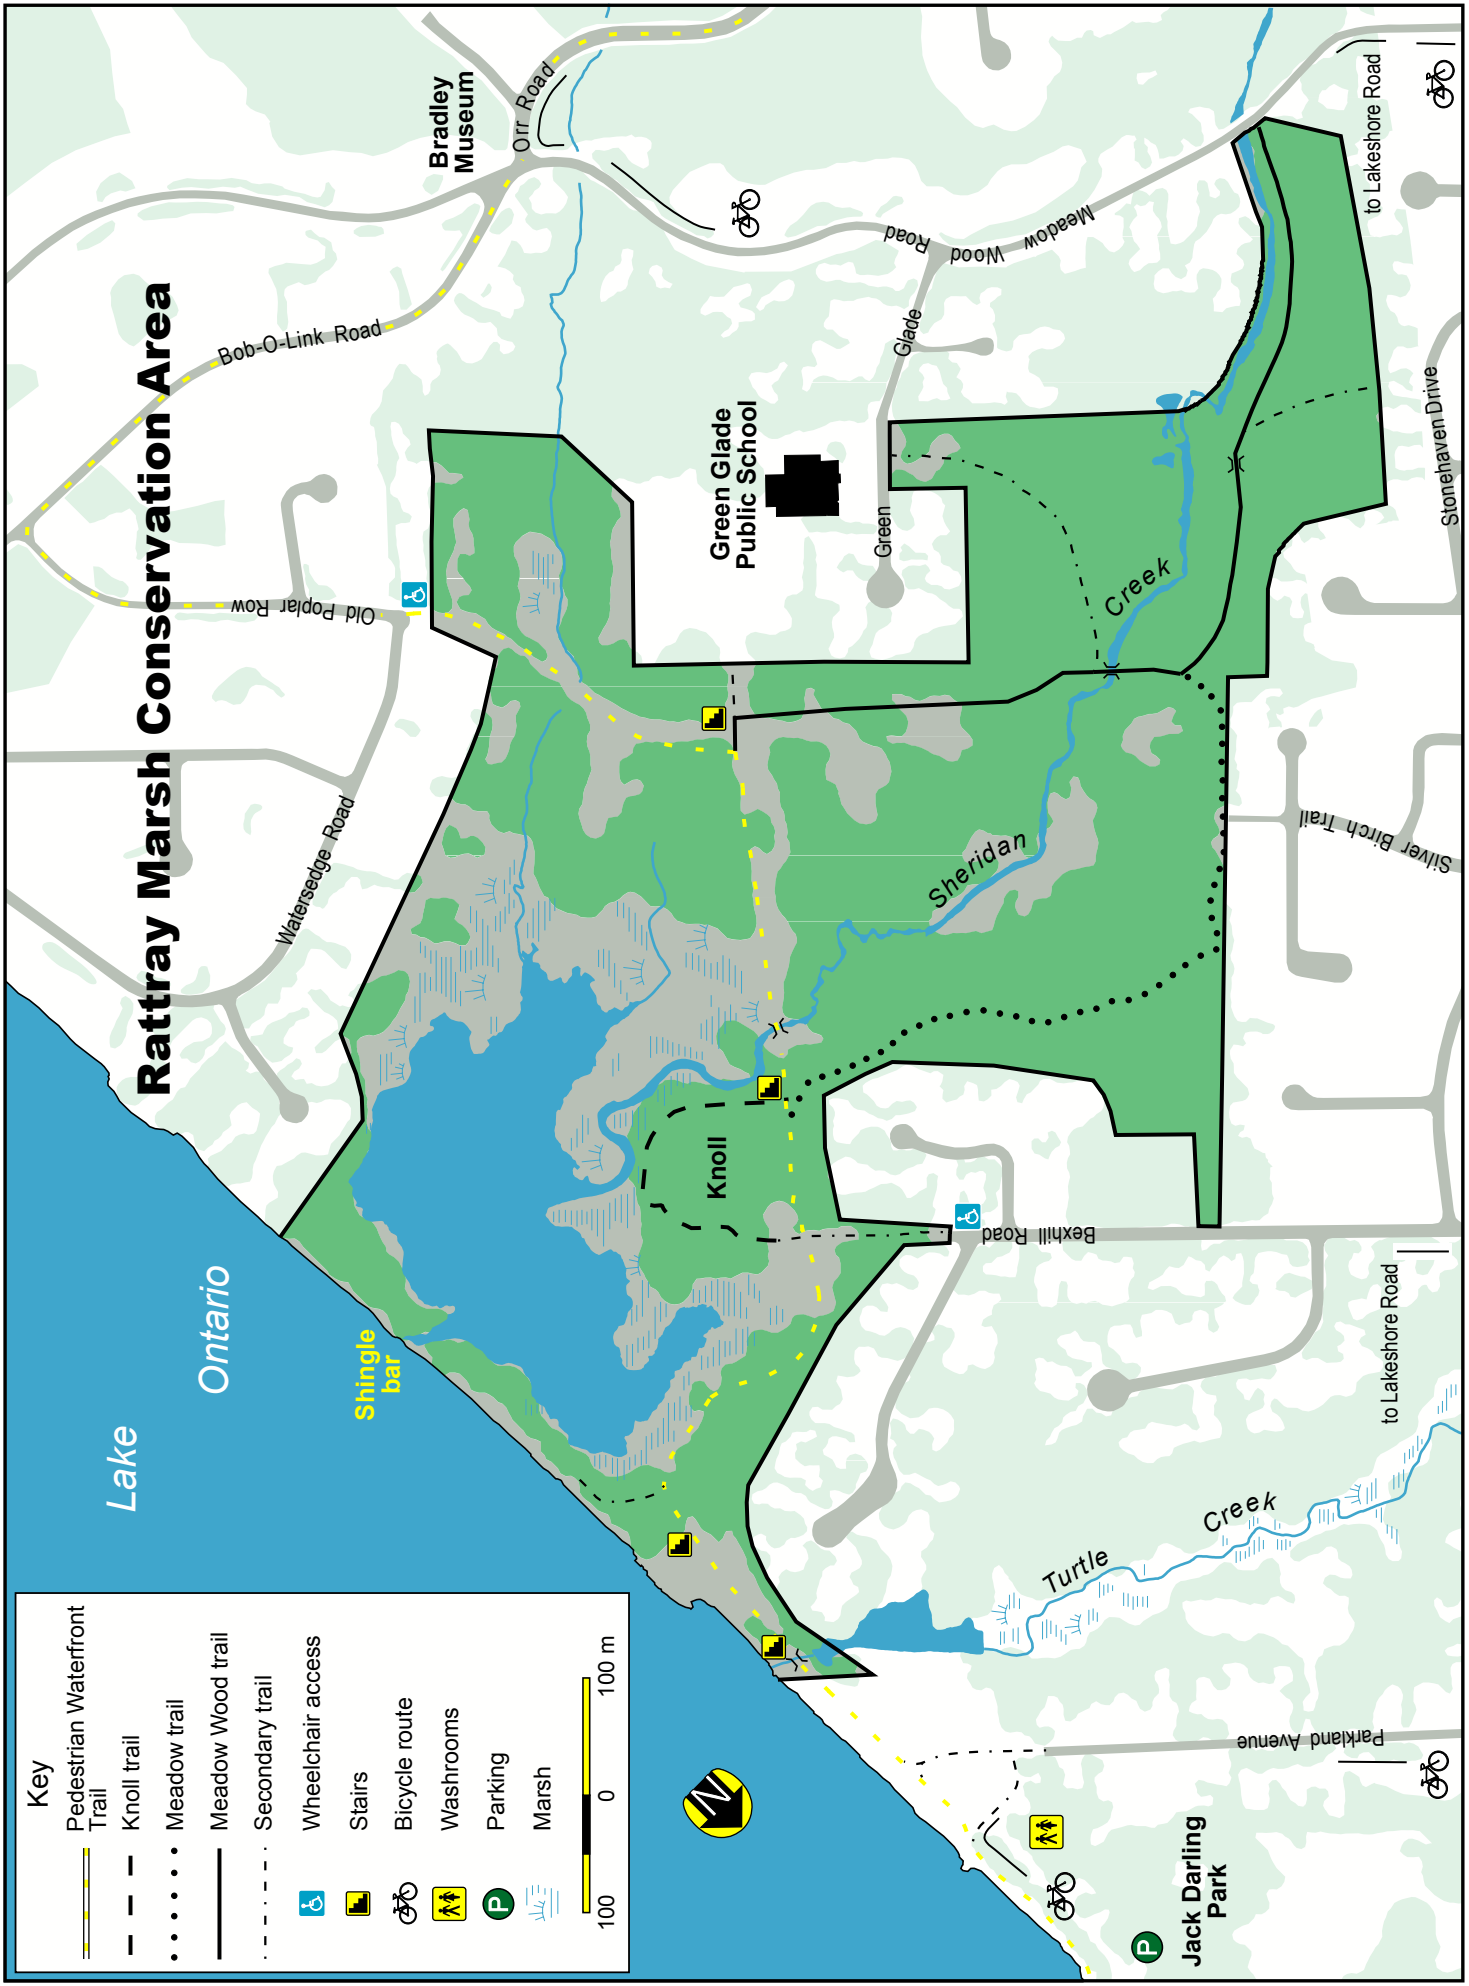 Rattray Marsh Conservation Area
Lake
Ontario
Shingle
bar
Key
Pedestrian Waterfront
Trail
Knoll trail
Meadow trail
Meadow Wood trail
Secondary trail
Wheelchair access
Stairs
Bicycle route
Washrooms
P
Parking
Marsh
100
0
100 m
N
Bradley
Museum
Orr Road
Bob-O-Link Road
Old Poplar Row
Watersedge Road
Green Glade
Public School
Green
Glade
Meadow
Wood
Road
to Lakeshore Road
Stonehaven Drive
Sheridan
Creek
Silver Birch Trail
Knoll
Bexhill Road
to Lakeshore Road
Turtle
Creek
Parkland Avenue
P
Jack Darling
Park